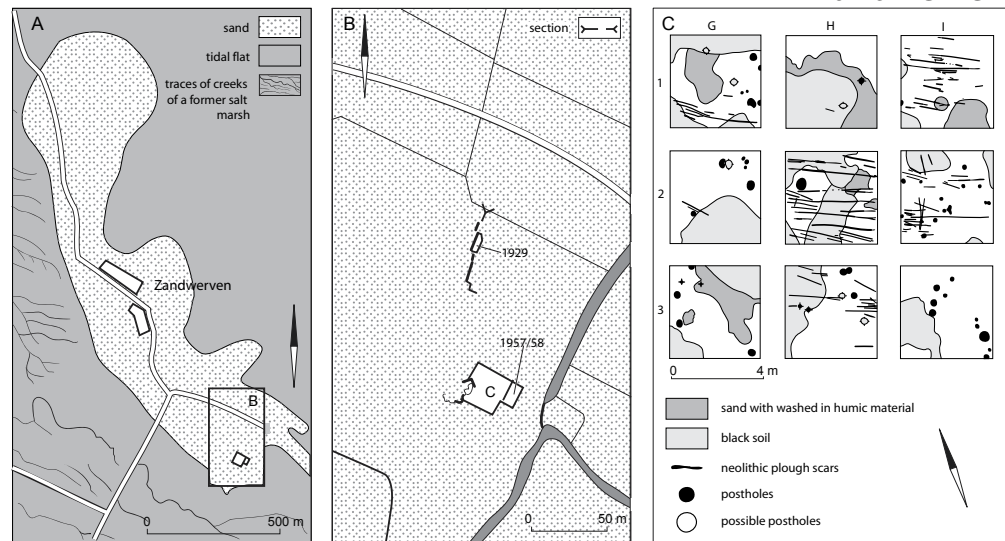 A
sand
tidal flat
traces of creeks
of a former salt
marsh
Zandwerven
B
0 500 m
B
section
1929
1957/58
C
0 50 m
C
G H I
1
2
3
0 4 m
sand with washed in humic material
black soil
neolithic plough scars
postholes
possible postholes